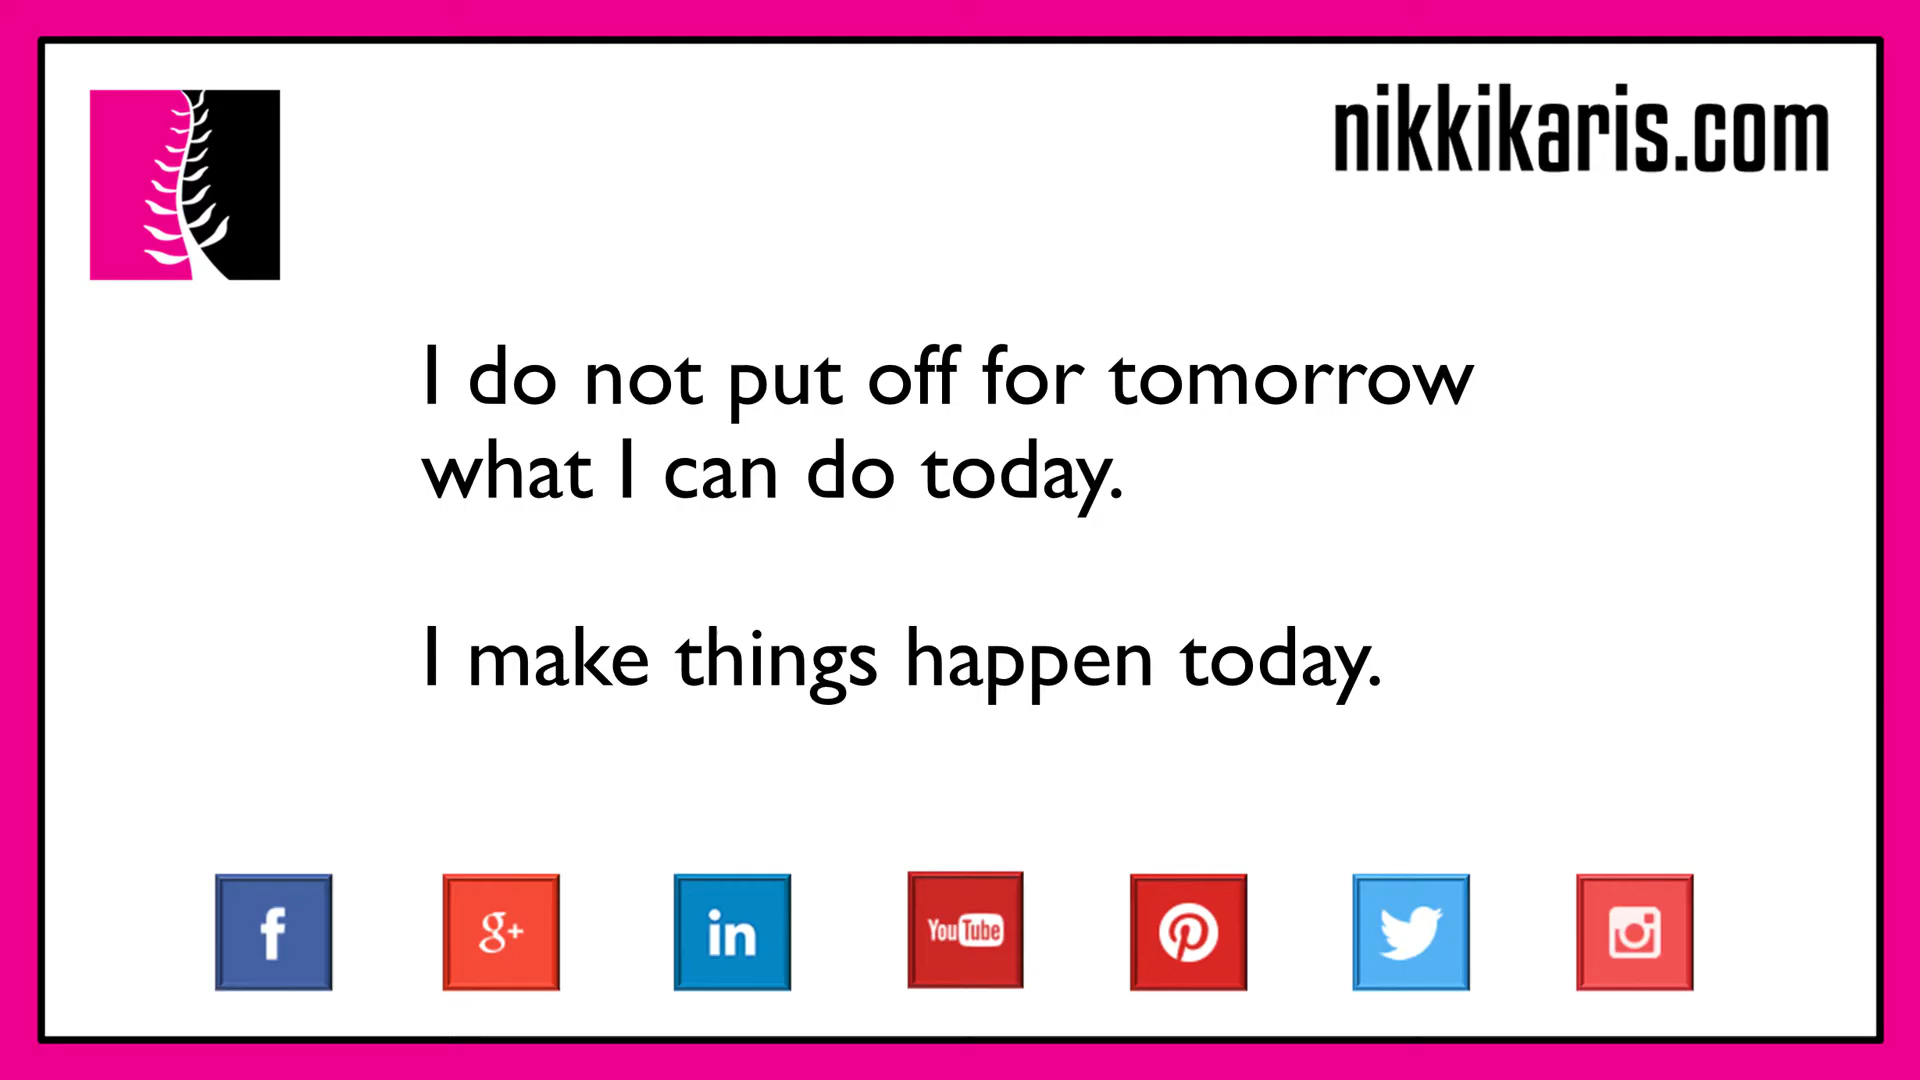 nikkikaris.com
I do not put off for tomorrow
what I can do today.
I make things happen today.
f
g+
in
YouTube